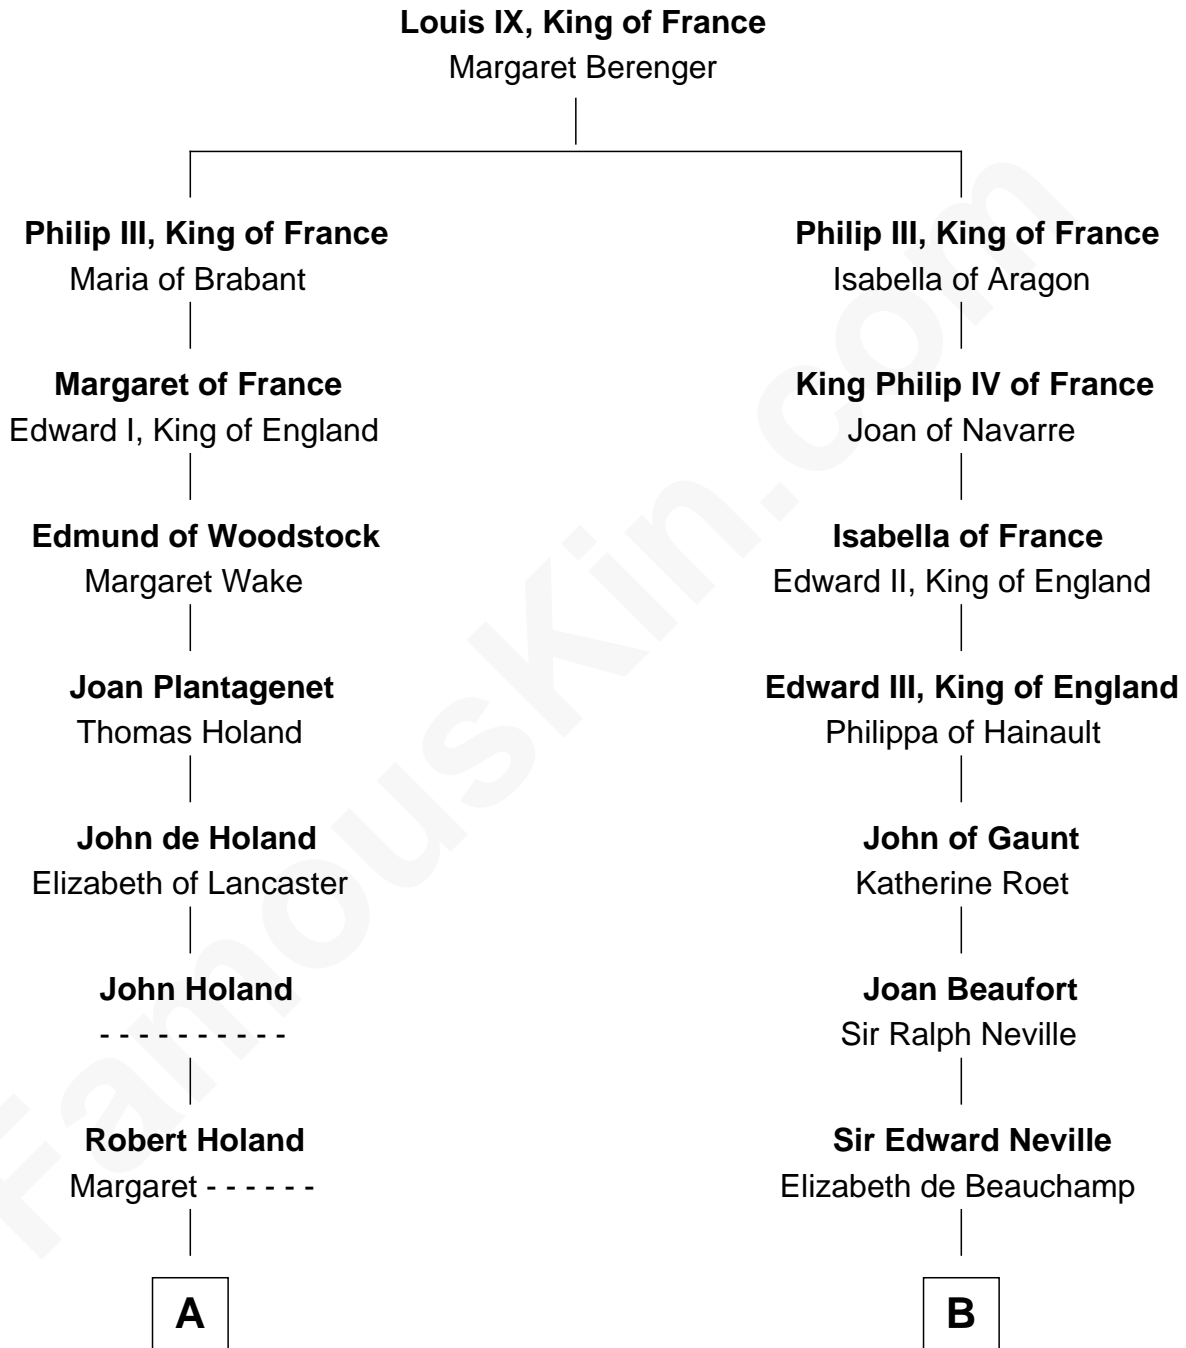 Louis IX, King of France
Margaret Berenger
Philip III, King of France
Maria of Brabant
Philip III, King of France
Isabella of Aragon
Margaret of France
Edward I, King of England
King Philip IV of France
Joan of Navarre
Edmund of Woodstock
Margaret Wake
Isabella of France
Edward II, King of England
Joan Plantagenet
Thomas Holand
Edward III, King of England
Philippa of Hainault
John de Holand
Elizabeth of Lancaster
John of Gaunt
Katherine Roet
John Holand
- - - - - - - - - -
Joan Beaufort
Sir Ralph Neville
Robert Holand
Margaret - - - - - -
Sir Edward Neville
Elizabeth de Beauchamp
A
B
FamousKin.com